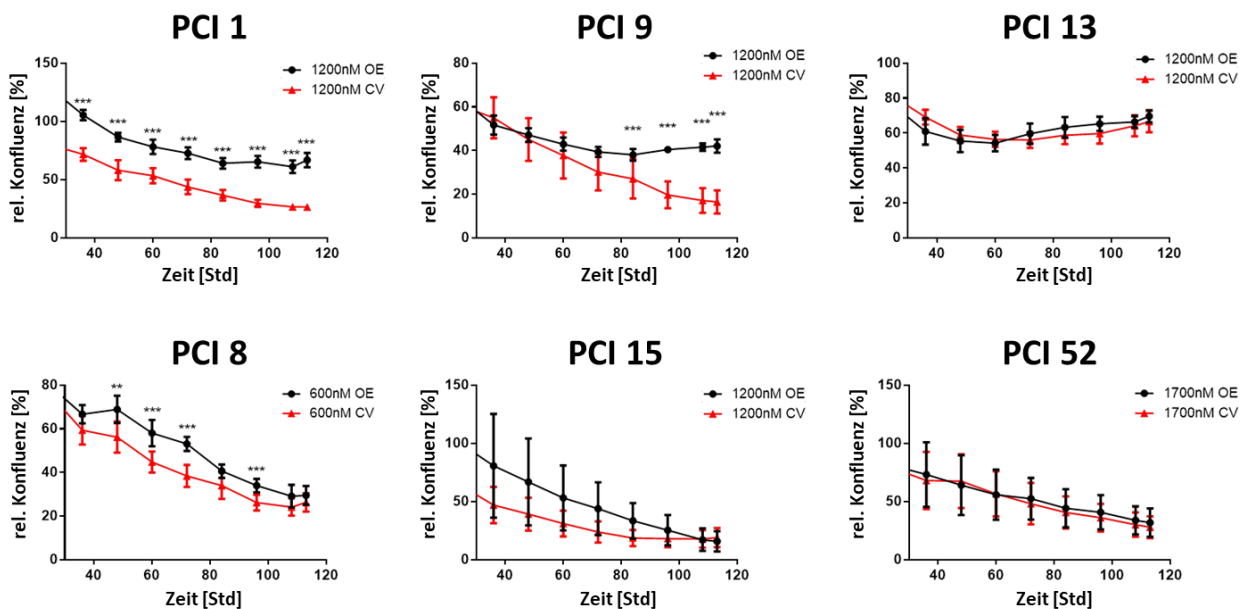 PCI 1
rel. Konfluenz [%]
150
100
50
0
40 60 80 100 120
Zeit [Std]
1200nM OE
1200nM CV
*** *** *** *** *** *** *** ***
PCI 9
rel. Konfluenz [%]
80
60
40
20
0
40 60 80 100 120
Zeit [Std]
1200nM OE
1200nM CV
*** *** *** ***
PCI 13
rel. Konfluenz [%]
100
80
60
40
20
0
40 60 80 100 120
Zeit [Std]
1200nM OE
1200nM CV
PCI 8
rel. Konfluenz [%]
80
60
40
20
0
40 60 80 100 120
Zeit [Std]
600nM OE
600nM CV
** *** *** ***
PCI 15
rel. Konfluenz [%]
150
100
50
0
40 60 80 100 120
Zeit [Std]
1200nM OE
1200nM CV
PCI 52
rel. Konfluenz [%]
150
100
50
0
40 60 80 100 120
Zeit [Std]
1700nM OE
1700nM CV